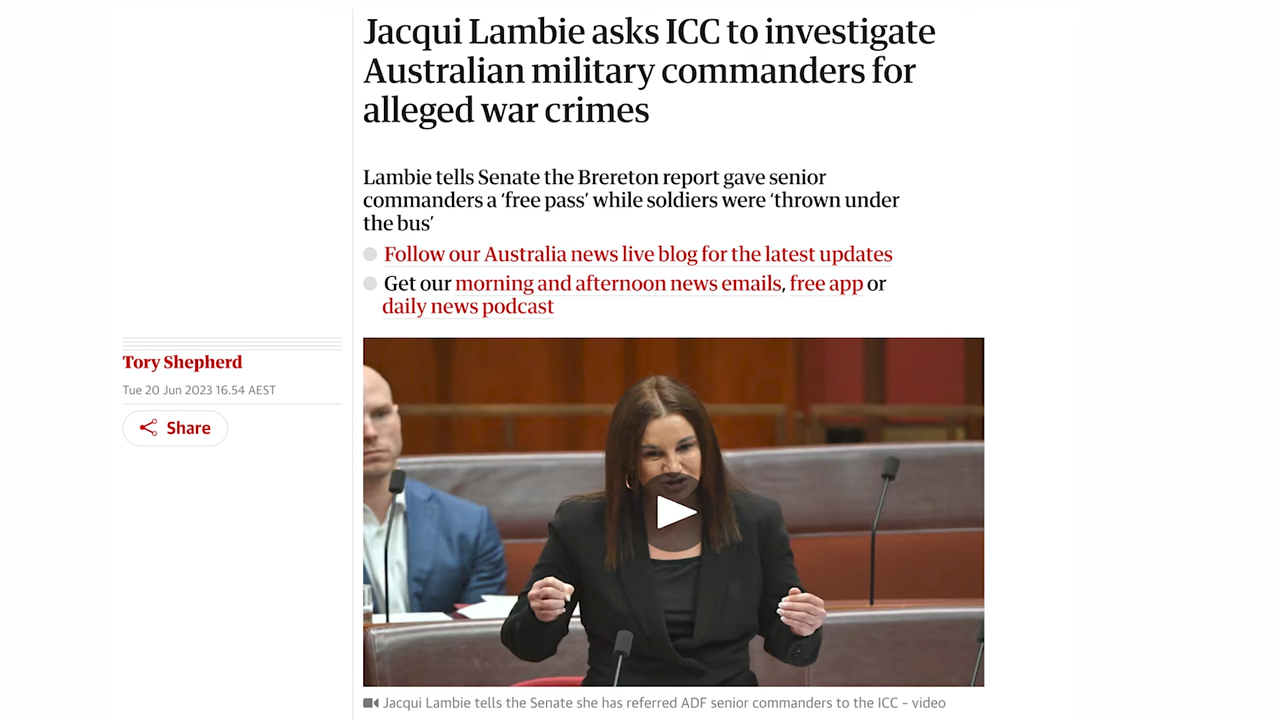 Jacqui Lambie asks ICC to investigate
Australian military commanders for
alleged war crimes
Lambie tells Senate the Brereton report gave senior
commanders a ‘free pass’ while soldiers were ‘thrown under
the bus’
Follow our Australia news live blog for the latest updates
Get our morning and afternoon news emails, free app or
daily news podcast
Tory Shepherd
Tue 20 Jun 2023 16.54 AEST
Share
Jacqui Lambie tells the Senate she has referred ADF senior commanders to the ICC – video